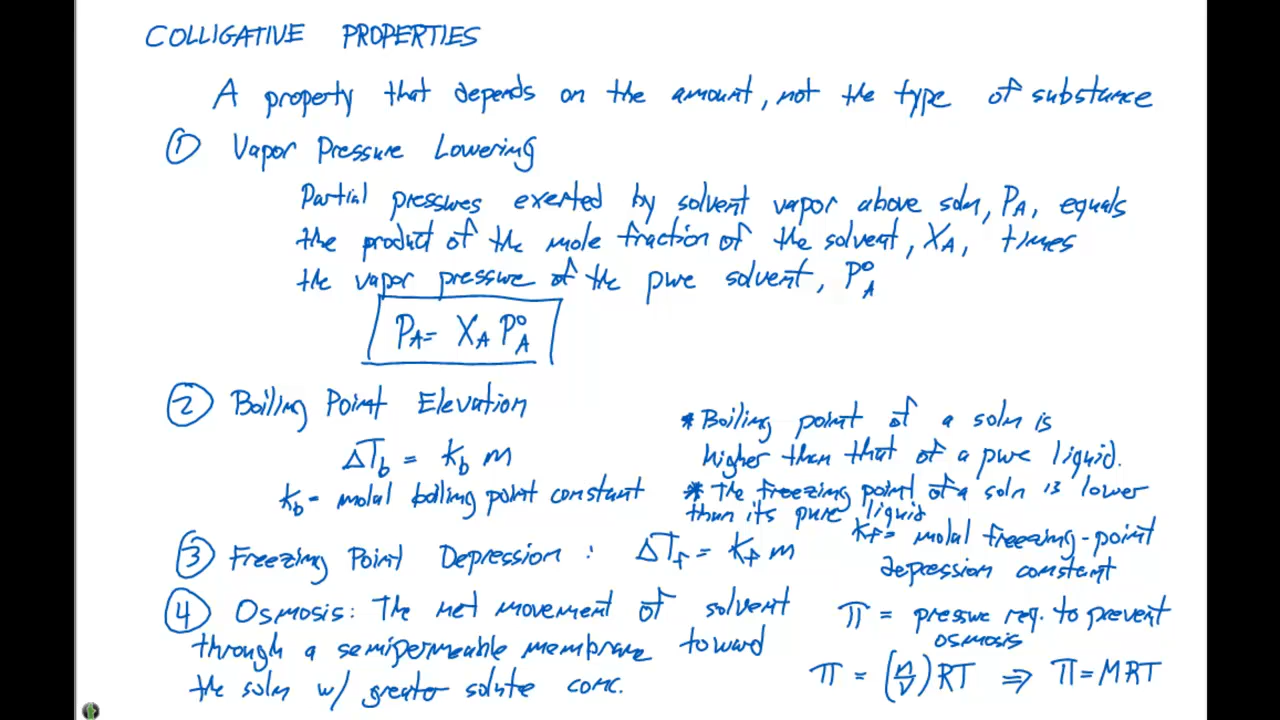 COLLIGATIVE PROPERTIES
A property that depends on the amount, not the type of substance
① Vapor Pressure Lowering
Partial pressures exerted by solvent vapor above soln, PA, equals
the product of the mole fraction of the solvent, XA, times
the vapor pressure of the pure solvent, P°A
PA = XA P°A
② Boiling Point Elevation
ΔTb = Kb m
Kb = molal boiling point constant
* Boiling point of a soln is
higher than that of a pure liquid.
* The freezing point of a soln is lower
than its pure liquid
③ Freezing Point Depression : ΔTf = Kf m
Kf = molal freezing-point
depression constant
④ Osmosis: The net movement of solvent
through a semipermeable membrane toward
the soln w/ greater solute conc.
π = pressure req. to prevent
osmosis
π = (n/V) RT ⇒ π = MRT